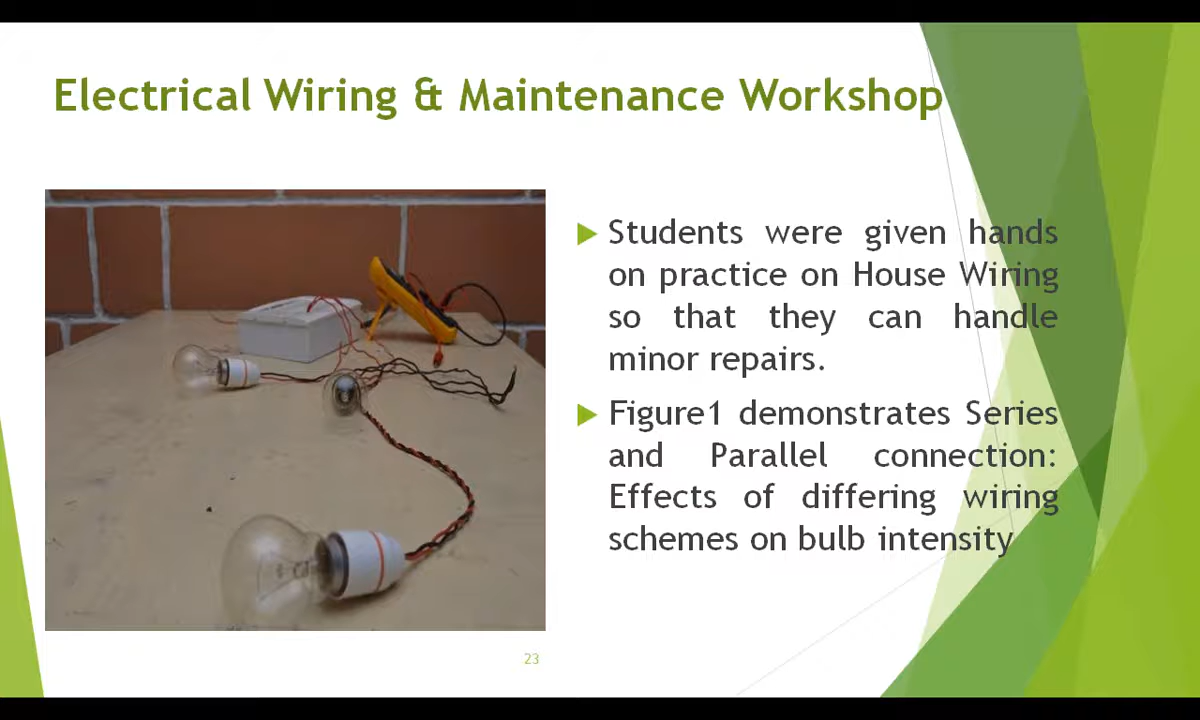 Electrical Wiring & Maintenance Workshop
Students were given hands
on practice on House Wiring
so that they can handle
minor repairs.
Figure1 demonstrates Series
and Parallel connection:
Effects of differing wiring
schemes on bulb intensity
23